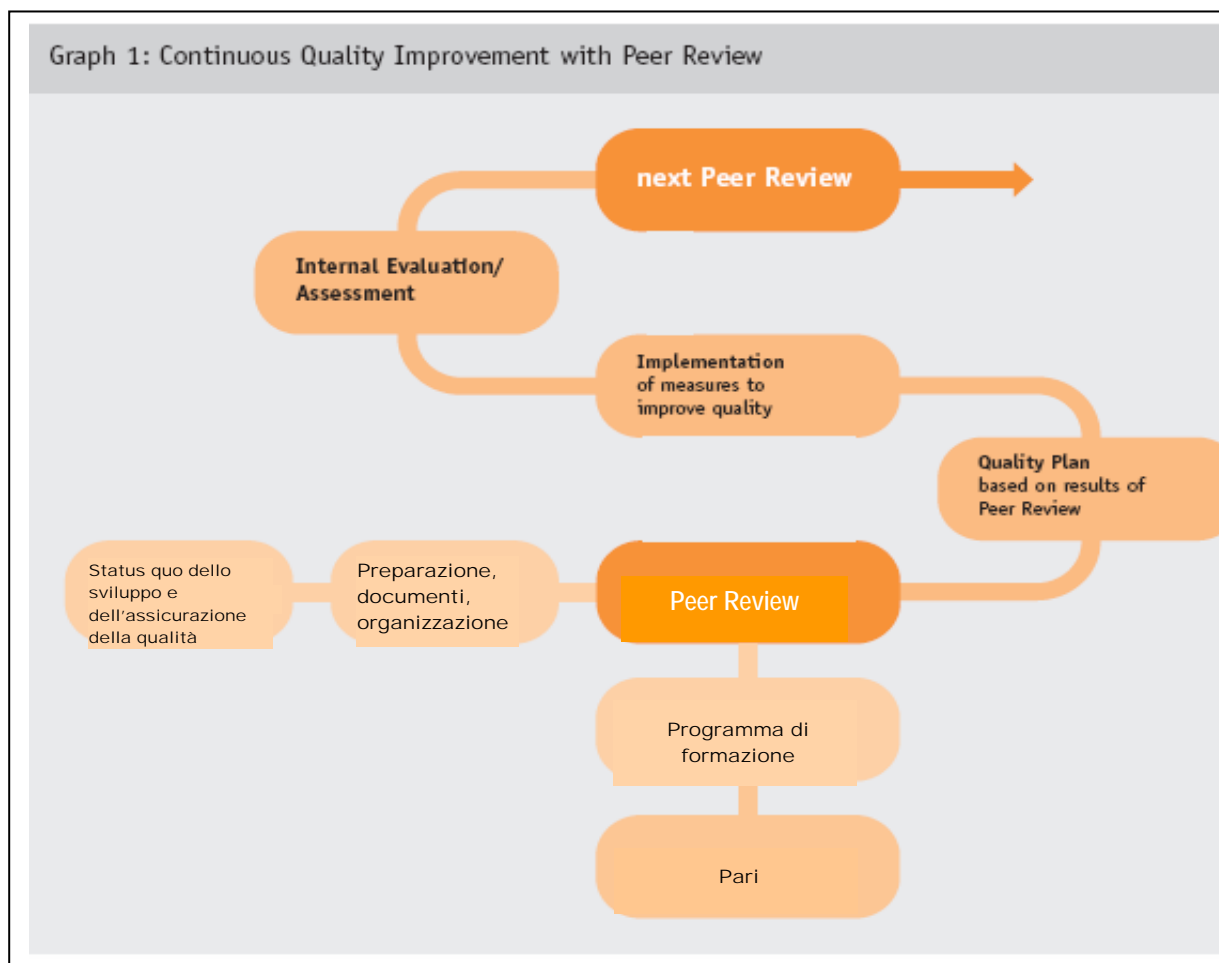 Graph 1: Continuous Quality Improvement with Peer Review
next Peer Review
Internal Evaluation/
Assessment
Implementation
of measures to
improve quality
Quality Plan
based on results of
Peer Review
Status quo dello
sviluppo e
dell'assicurazione
della qualità
Preparazione,
documenti,
organizzazione
Peer Review
Programma di
formazione
Pari